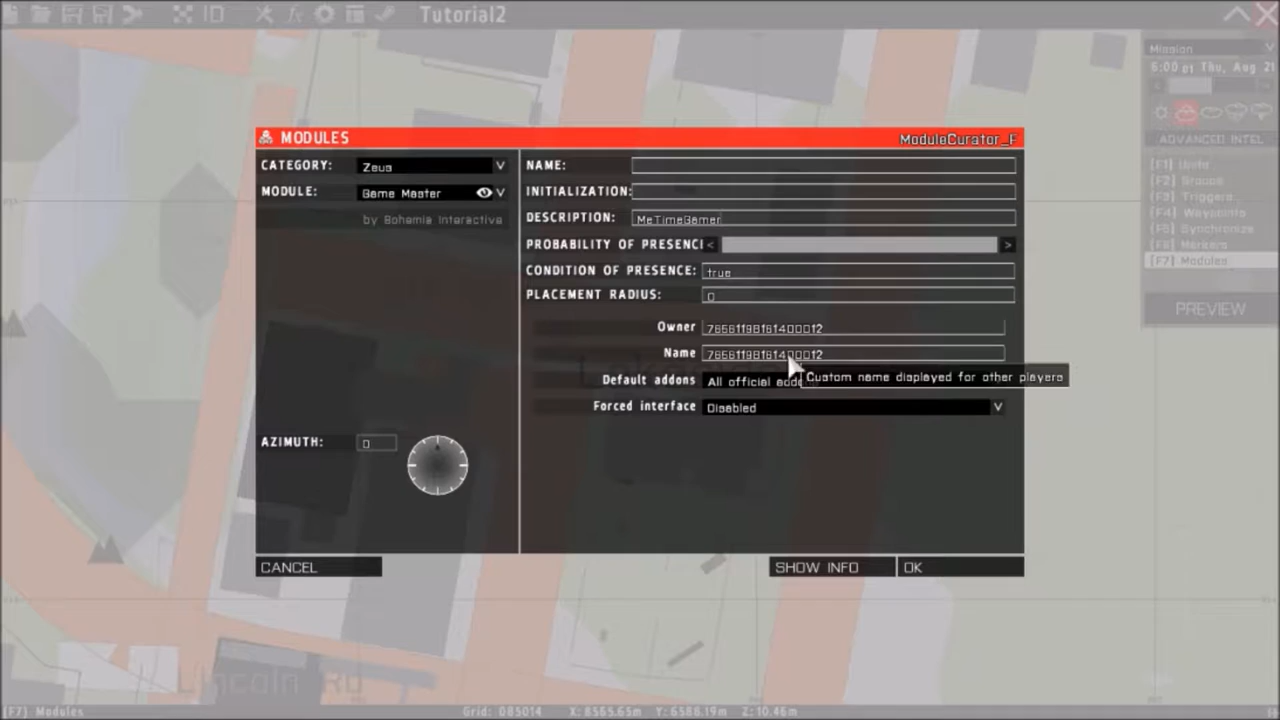 Tutorial2
Mission
MODULES
ModuleCurator_F
CATEGORY: Zeus
MODULE: Game Master
by Bohemia Interactive
NAME:
INITIALIZATION:
DESCRIPTION: MeTimeGamer
PROBABILITY OF PRESENC
CONDITION OF PRESENCE: true
PLACEMENT RADIUS: 0
Owner
Name
Custom name displayed for other players
Default addons All official add
Forced interface Disabled
AZIMUTH: 0
ADVANCED INTEL
[F1] Units
[F2] Groups
[F3] Triggers
[F4] Waypoints
[F5] Synchronize
[F6] Markers
[F7] Modules
PREVIEW
CANCEL
SHOW INFO
OK
Lincoln
[F7] Modules
Grid: 085014 X:8565.65m Y:6588.19m Z:10.46m